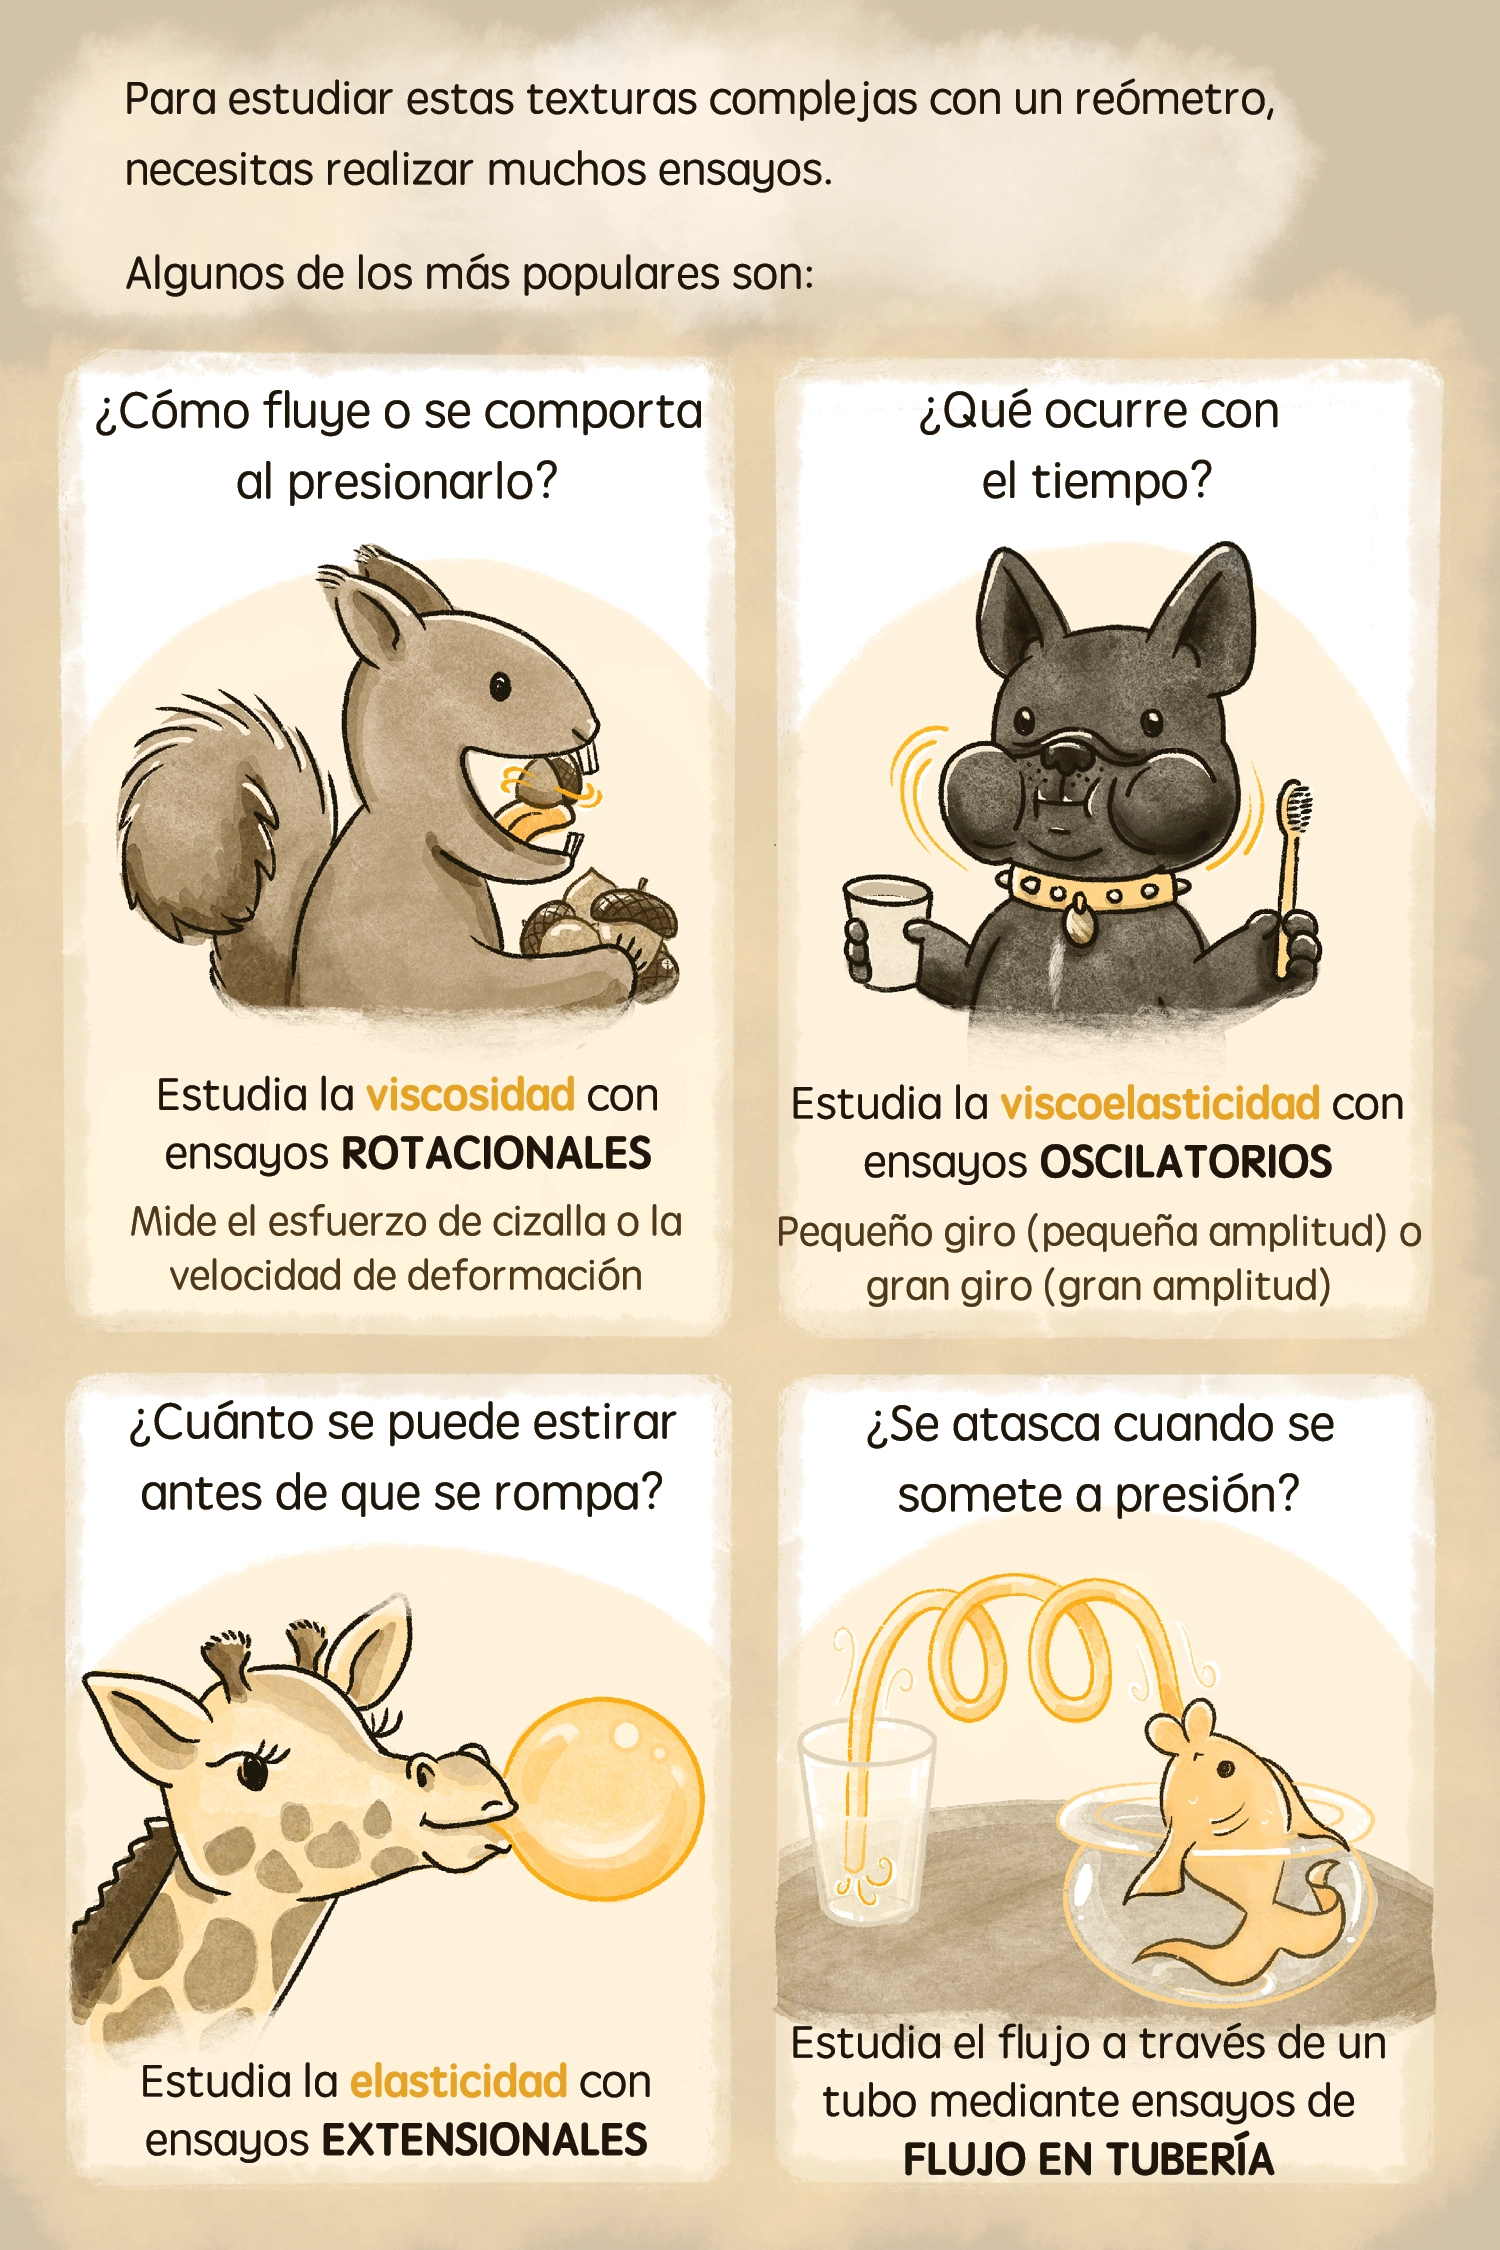 Para estudiar estas texturas complejas con un reómetro,
necesitas realizar muchos ensayos.
Algunos de los más populares son:
¿Cómo fluye o se comporta
al presionarlo?
Estudia la viscosidad con
ensayos ROTACIONALES
Mide el esfuerzo de cizalla o la
velocidad de deformación
¿Qué ocurre con
el tiempo?
Estudia la viscoelasticidad con
ensayos OSCILATORIOS
Pequeño giro (pequeña amplitud) o
gran giro (gran amplitud)
¿Cuánto se puede estirar
antes de que se rompa?
Estudia la elasticidad con
ensayos EXTENSIONALES
¿Se atasca cuando se
somete a presión?
Estudia el flujo a través de un
tubo mediante ensayos de
FLUJO EN TUBERÍA